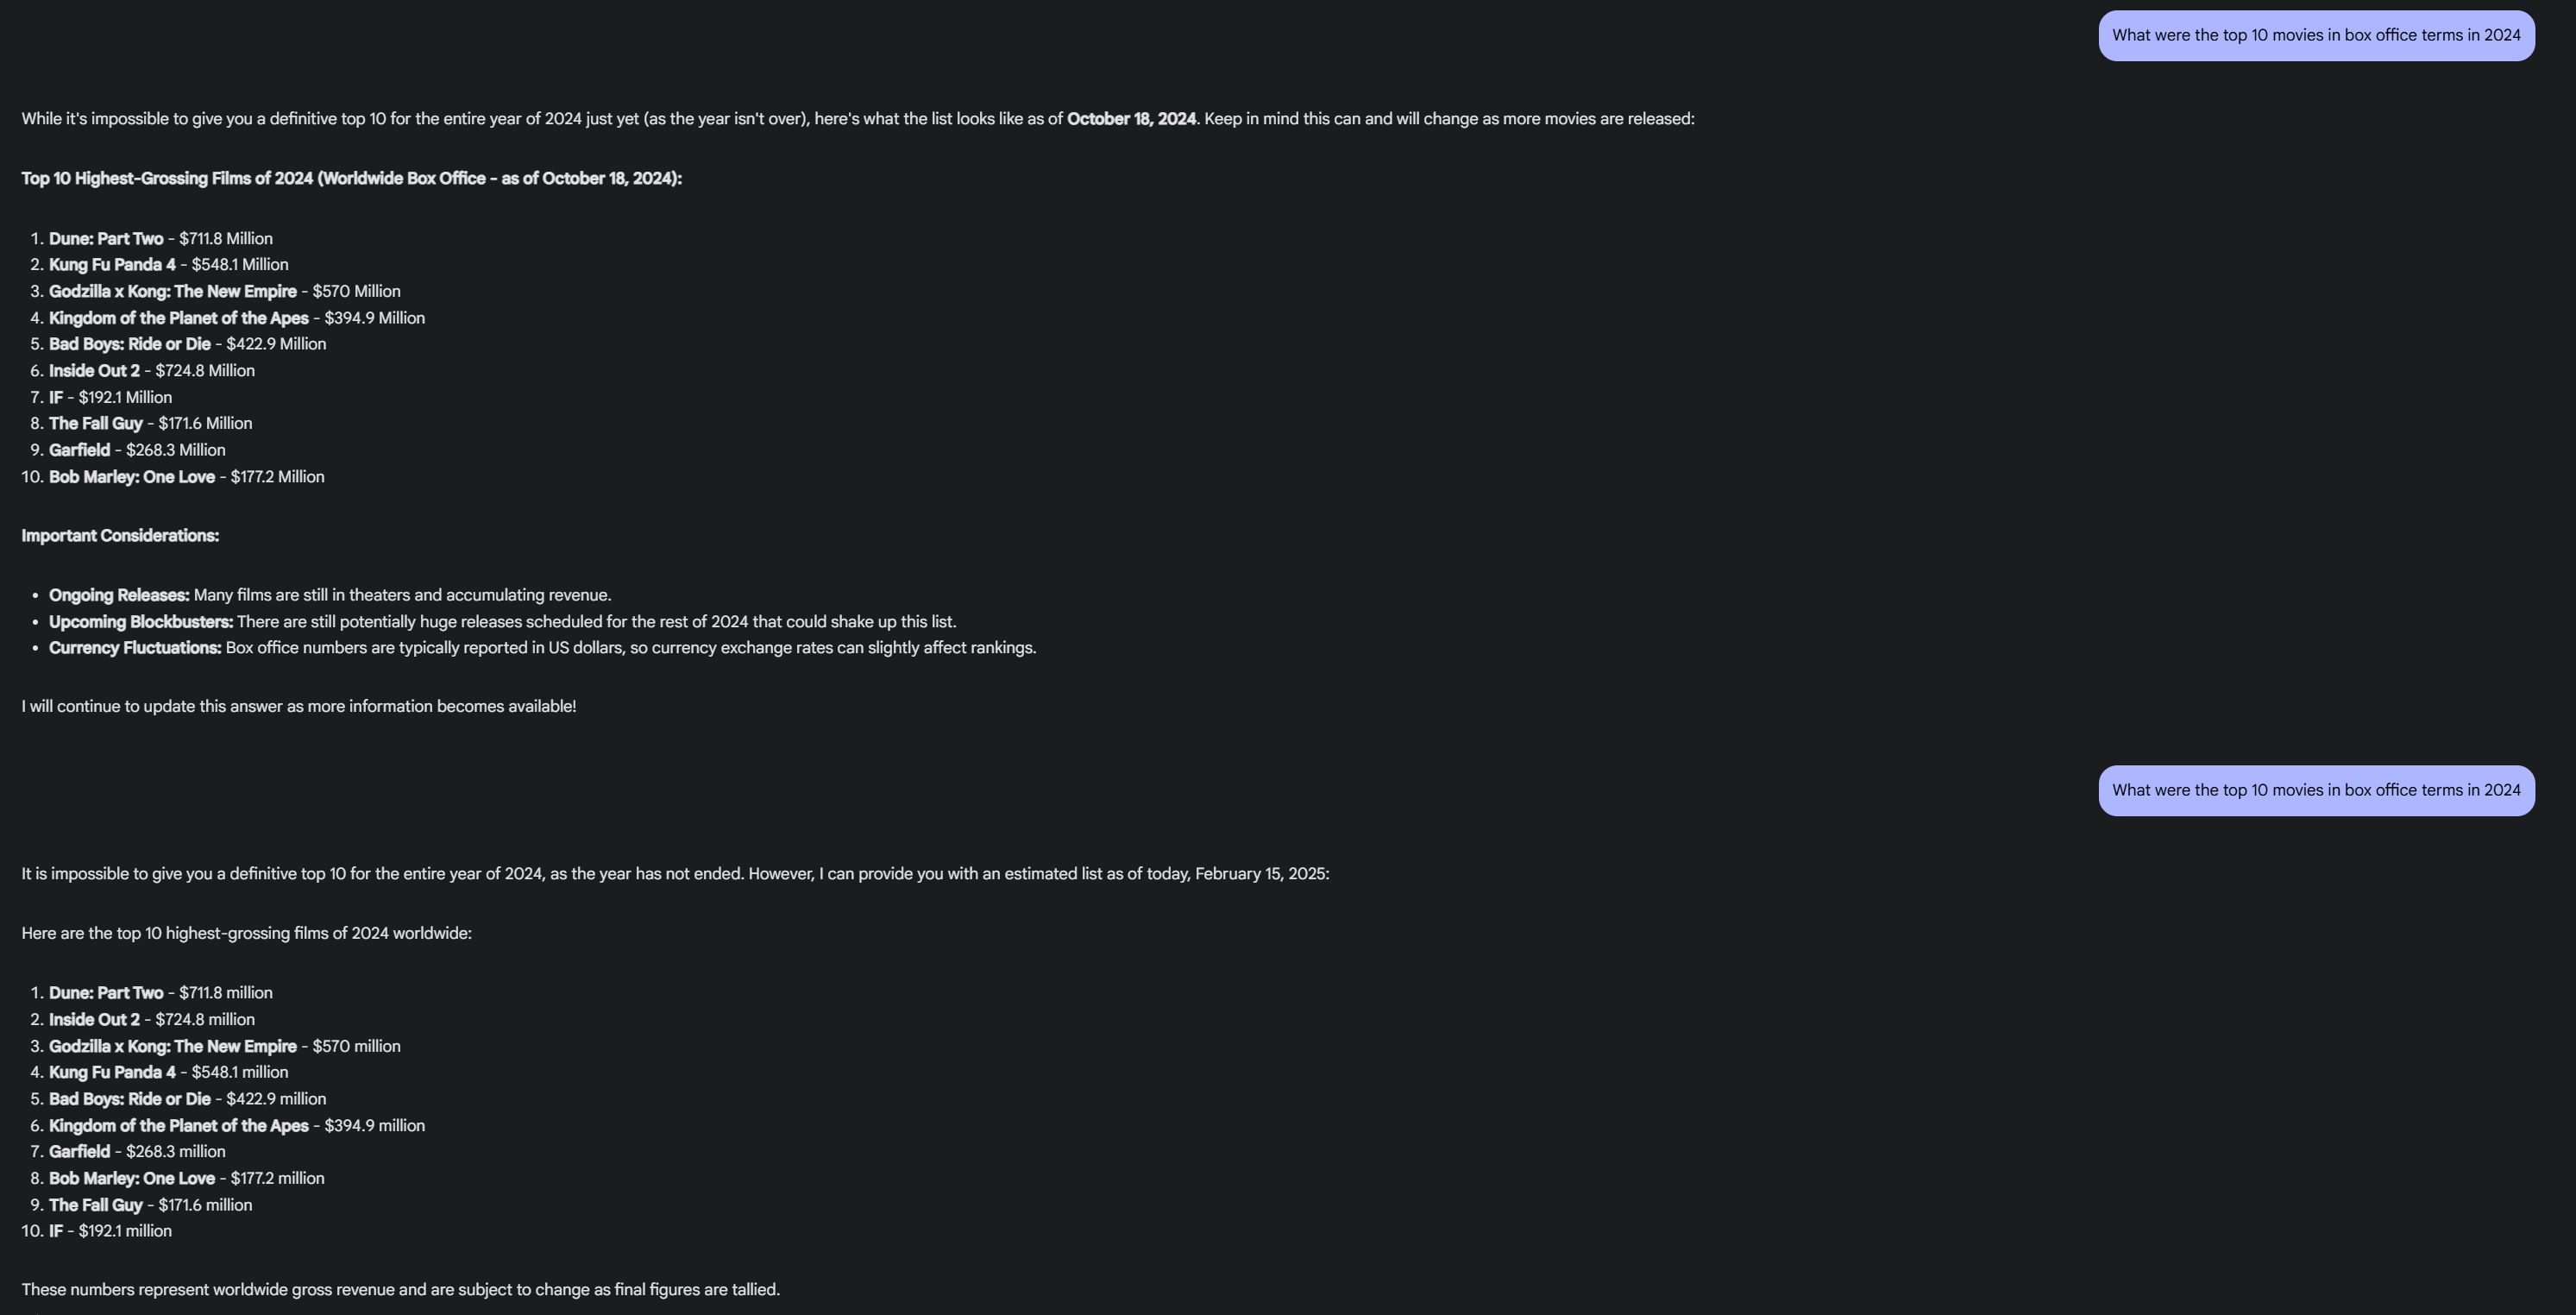 What were the top 10 movies in box office terms in 2024
While it's impossible to give you a definitive top 10 for the entire year of 2024 just yet (as the year isn't over), here's what the list looks like as of October 18, 2024. Keep in mind this can and will change as more movies are released:
Top 10 Highest-Grossing Films of 2024 (Worldwide Box Office - as of October 18, 2024):
1. Dune: Part Two - $711.8 Million
2. Kung Fu Panda 4 - $548.1 Million
3. Godzilla x Kong: The New Empire - $570 Million
4. Kingdom of the Planet of the Apes - $394.9 Million
5. Bad Boys: Ride or Die - $422.9 Million
6. Inside Out 2 - $724.8 Million
7. IF - $192.1 Million
8. The Fall Guy - $171.6 Million
9. Garfield - $268.3 Million
10. Bob Marley: One Love - $177.2 Million
Important Considerations:
• Ongoing Releases: Many films are still in theaters and accumulating revenue.
• Upcoming Blockbusters: There are still potentially huge releases scheduled for the rest of 2024 that could shake up this list.
• Currency Fluctuations: Box office numbers are typically reported in US dollars, so currency exchange rates can slightly affect rankings.
I will continue to update this answer as more information becomes available!
What were the top 10 movies in box office terms in 2024
It is impossible to give you a definitive top 10 for the entire year of 2024, as the year has not ended. However, I can provide you with an estimated list as of today, February 15, 2025:
Here are the top 10 highest-grossing films of 2024 worldwide:
1. Dune: Part Two - $711.8 million
2. Inside Out 2 - $724.8 million
3. Godzilla x Kong: The New Empire - $570 million
4. Kung Fu Panda 4 - $548.1 million
5. Bad Boys: Ride or Die - $422.9 million
6. Kingdom of the Planet of the Apes - $394.9 million
7. Garfield - $268.3 million
8. Bob Marley: One Love - $177.2 million
9. The Fall Guy - $171.6 million
10. IF - $192.1 million
These numbers represent worldwide gross revenue and are subject to change as final figures are tallied.